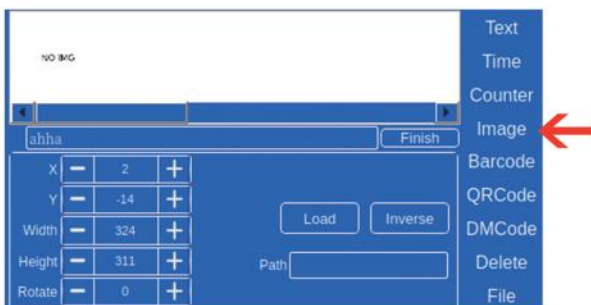 NO IMG
ahha
Finish
X
2
Y
-14
Width
324
Height
311
Rotate
0
Load
Inverse
Path
Text
Time
Counter
Image
Barcode
QRCode
DMCode
Delete
File